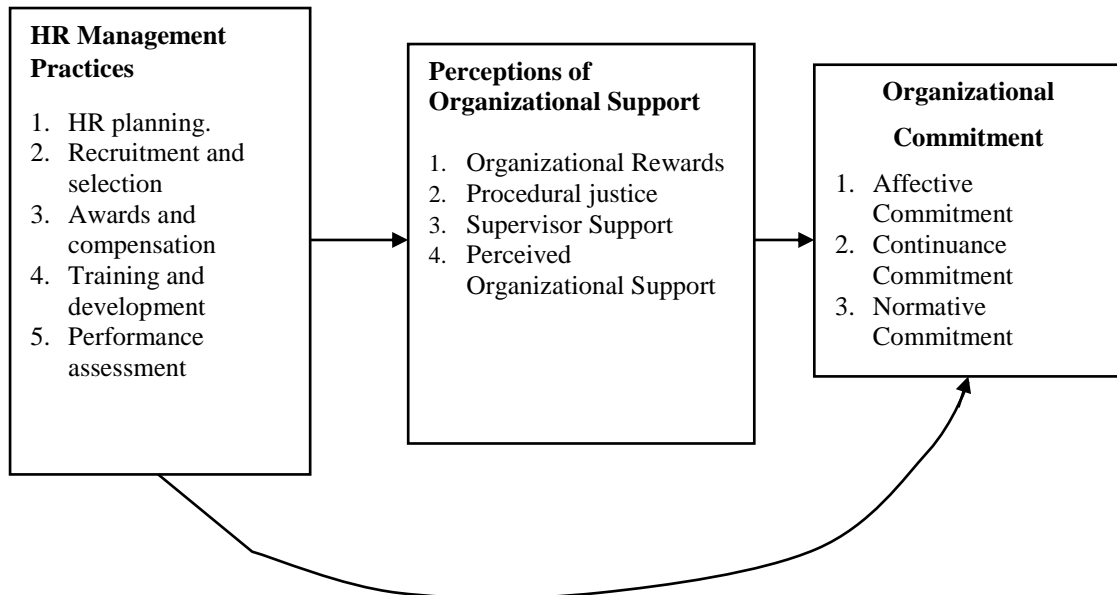 HR Management
Practices
1. HR planning.
2. Recruitment and
selection
3. Awards and
compensation
4. Training and
development
5. Performance
assessment
Perceptions of
Organizational Support
1. Organizational Rewards
2. Procedural justice
3. Supervisor Support
4. Perceived
Organizational Support
Organizational
Commitment
1. Affective
Commitment
2. Continuance
Commitment
3. Normative
Commitment